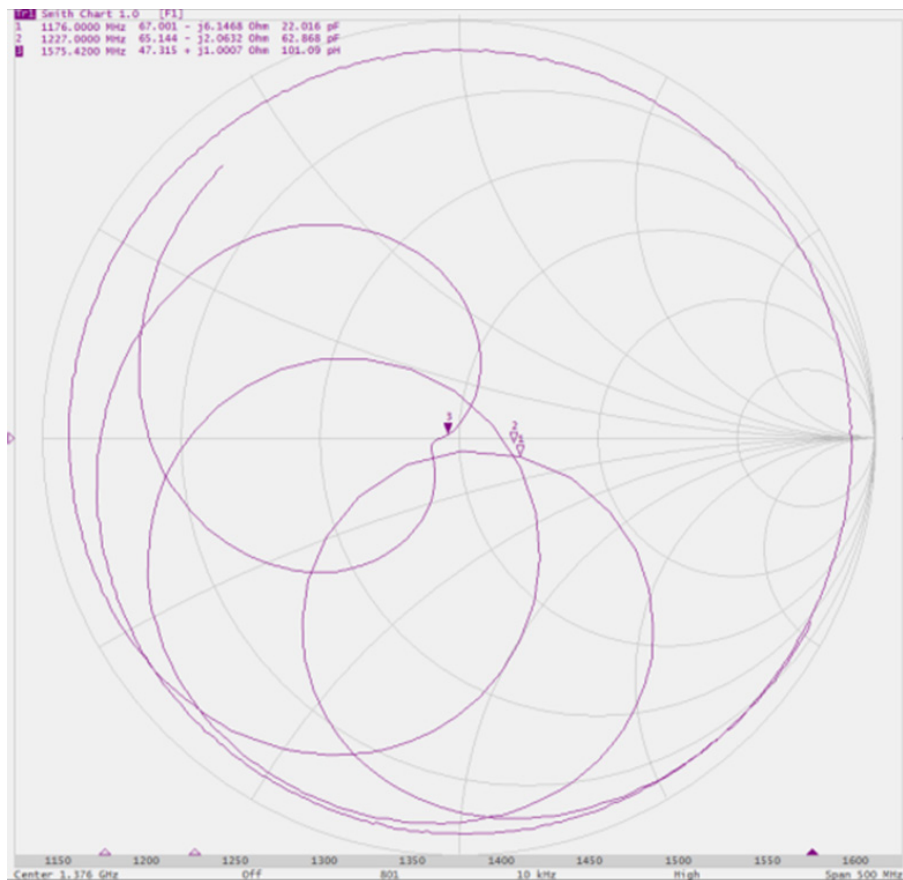 Tr1 Smith Chart 1.0 [F1]
1 1176.0000 MHz 67.001 - j6.1468 Ohm 22.016 pF
2 1227.0000 MHz 65.144 - j2.0632 Ohm 62.868 pF
3 1575.4200 MHz 47.315 + j1.0007 Ohm 101.09 pH
3
2
1
1150 1200 1250 1300 1350 1400 1450 1500 1550 1600
Center 1.376 GHz Off 801 10 kHz High Span 500 MHz